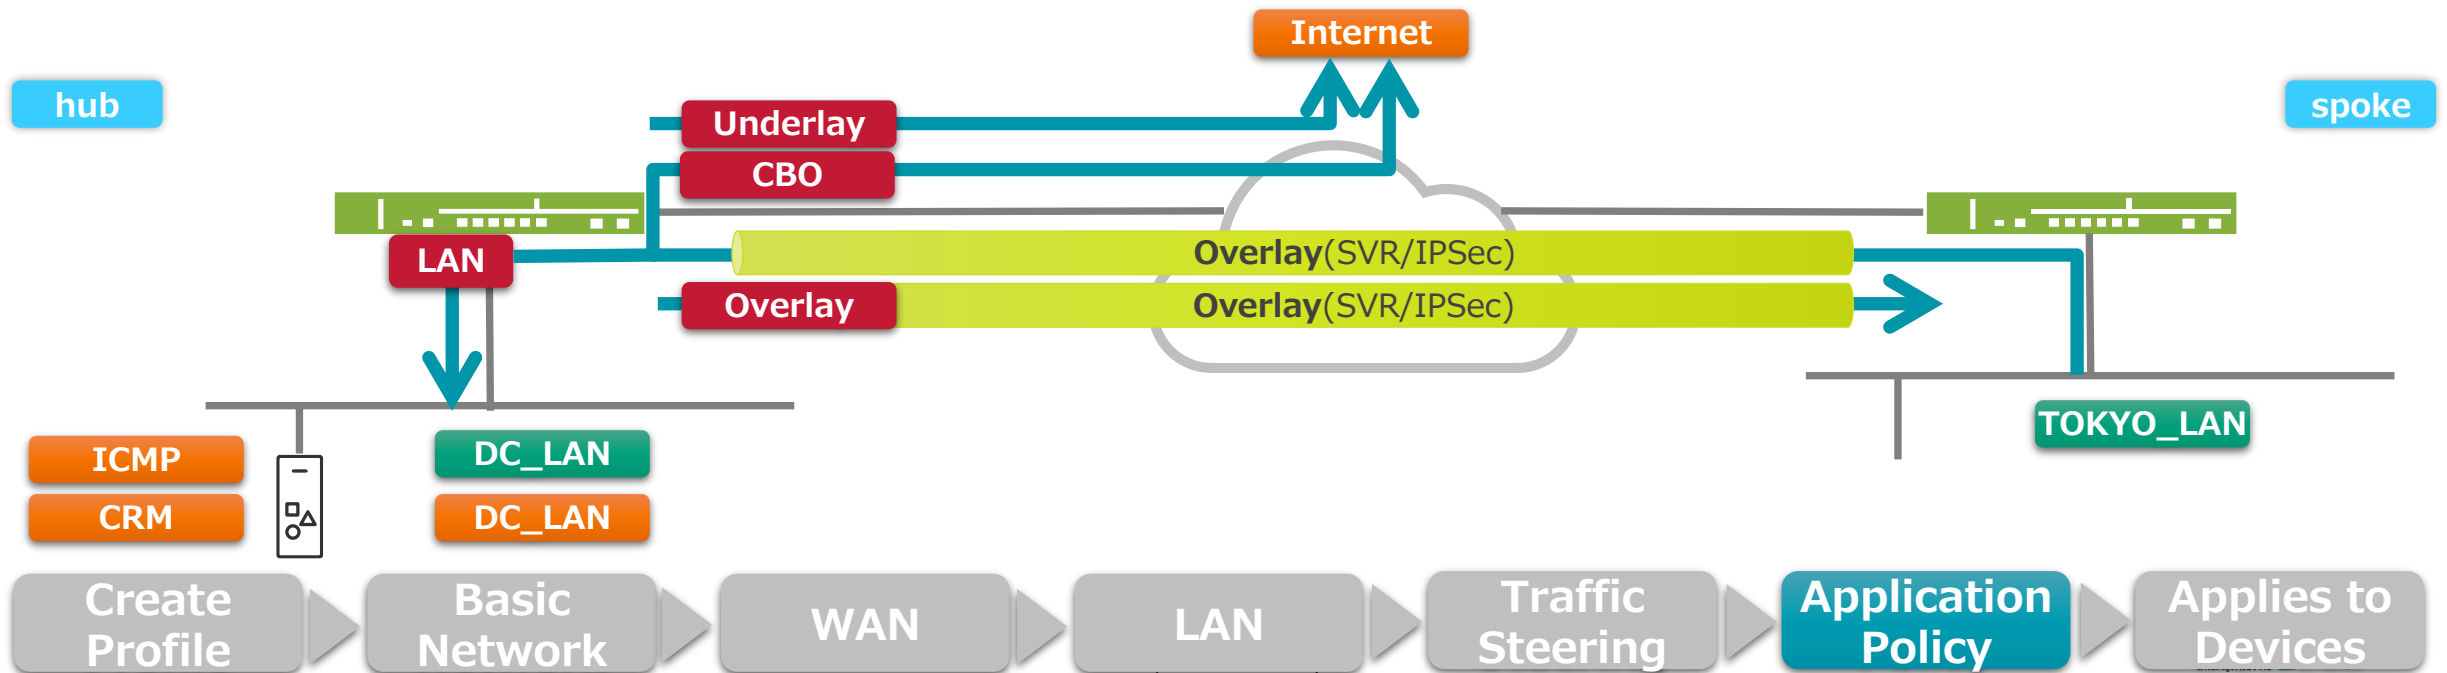 Internet
hub
spoke
Underlay
CBO
LAN
Overlay(SVR/IPSec)
Overlay
Overlay(SVR/IPSec)
ICMP
DC_LAN
TOKYO_LAN
CRM
DC_LAN
Create
Profile
Basic
Network
WAN
LAN
Traffic
Steering
Application
Policy
Applies to
Devices